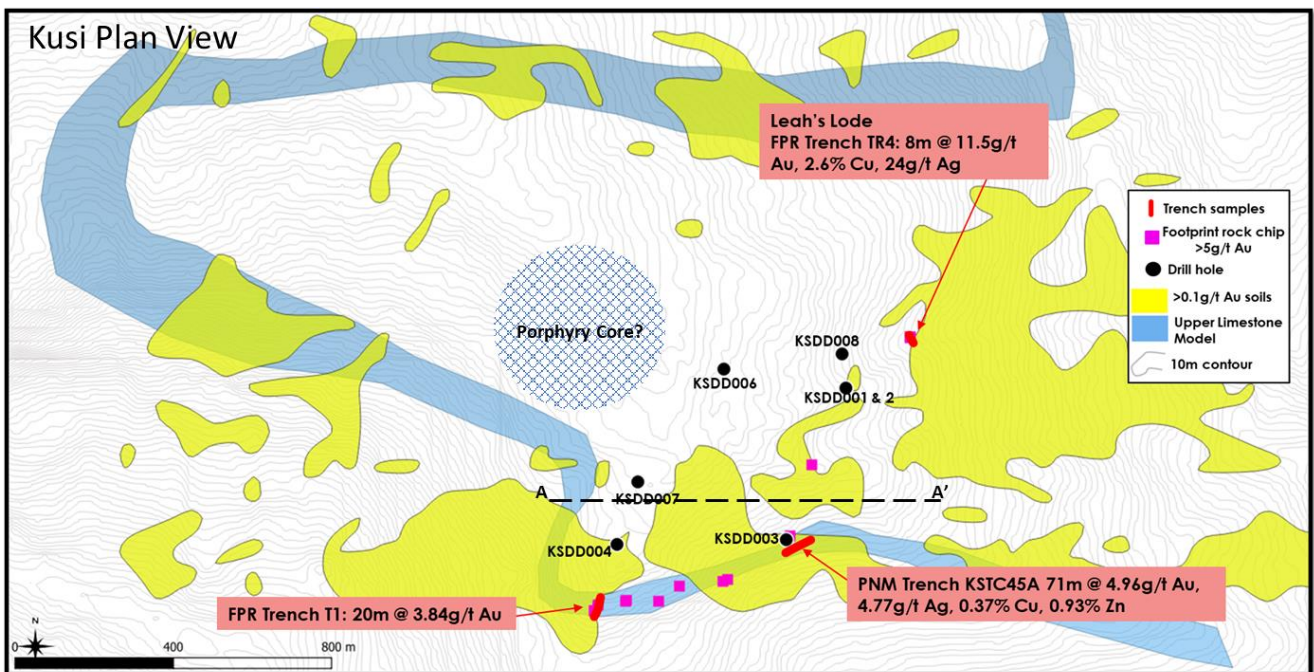 Kusi Plan View
Leah's Lode
FPR Trench TR4: 8m @ 11.5g/t
Au, 2.6% Cu, 24g/t Ag
Trench samples
Footprint rock chip
>5g/t Au
Drill hole
>0.1g/t Au soils
Upper Limestone
Model
10m contour
Porphyry Core?
KSDD008
KSDD006
KSDD001 & 2
A
A'
KSDD007
KSDD004
KSDD003
PNM Trench KSTC45A 71m @ 4.96g/t Au,
4.77g/t Ag, 0.37% Cu, 0.93% Zn
FPR Trench T1: 20m @ 3.84g/t Au
N
0
400
800 m